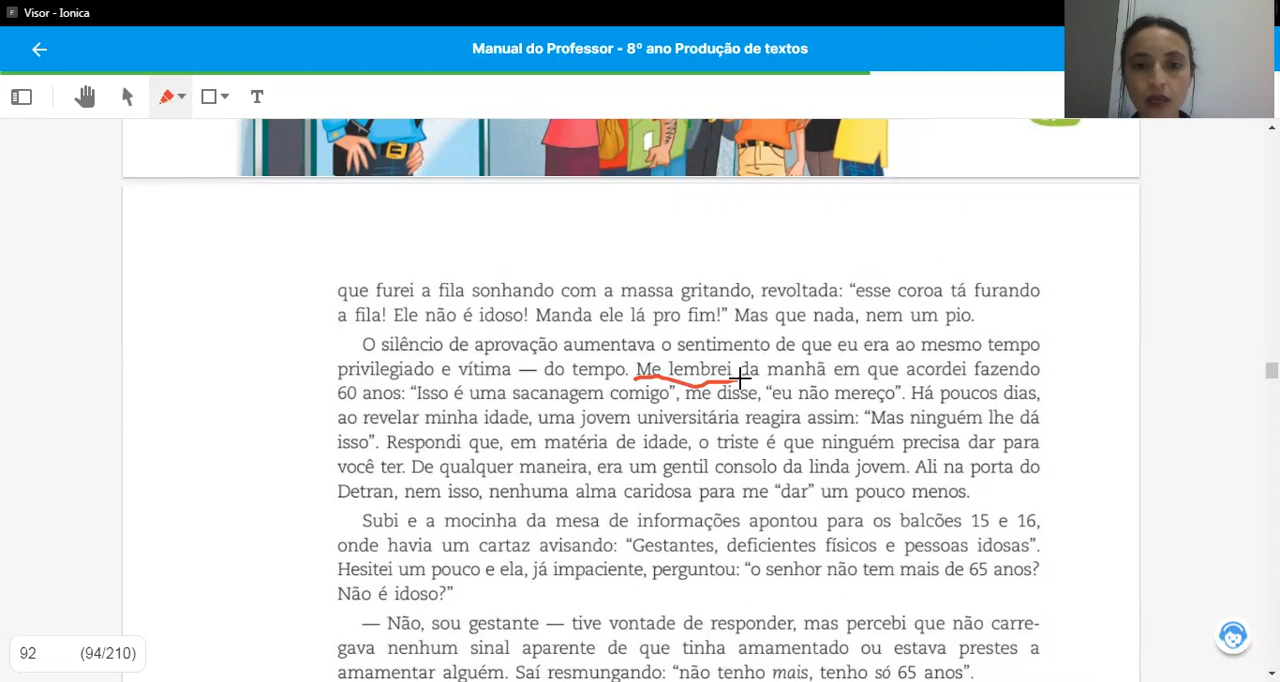 Visor - Ionica
Manual do Professor - 8º ano Produção de textos
T
que furei a fila sonhando com a massa gritando, revoltada: “esse coroa tá furando
a fila! Ele não é idoso! Manda ele lá pro fim!” Mas que nada, nem um pio.
O silêncio de aprovação aumentava o sentimento de que eu era ao mesmo tempo
privilegiado e vítima — do tempo. Me lembrei da manhã em que acordei fazendo
60 anos: “Isso é uma sacanagem comigo”, me disse, “eu não mereço”. Há poucos dias,
ao revelar minha idade, uma jovem universitária reagira assim: “Mas ninguém lhe dá
isso”. Respondi que, em matéria de idade, o triste é que ninguém precisa dar para
você ter. De qualquer maneira, era um gentil consolo da linda jovem. Ali na porta do
Detran, nem isso, nenhuma alma caridosa para me “dar” um pouco menos.
Subi e a mocinha da mesa de informações apontou para os balcões 15 e 16,
onde havia um cartaz avisando: “Gestantes, deficientes físicos e pessoas idosas”.
Hesitei um pouco e ela, já impaciente, perguntou: “o senhor não tem mais de 65 anos?
Não é idoso?”
— Não, sou gestante — tive vontade de responder, mas percebi que não carre-
gava nenhum sinal aparente de que tinha amamentado ou estava prestes a
amamentar alguém. Saí resmungando: “não tenho mais, tenho só 65 anos”.
92 (94/210)